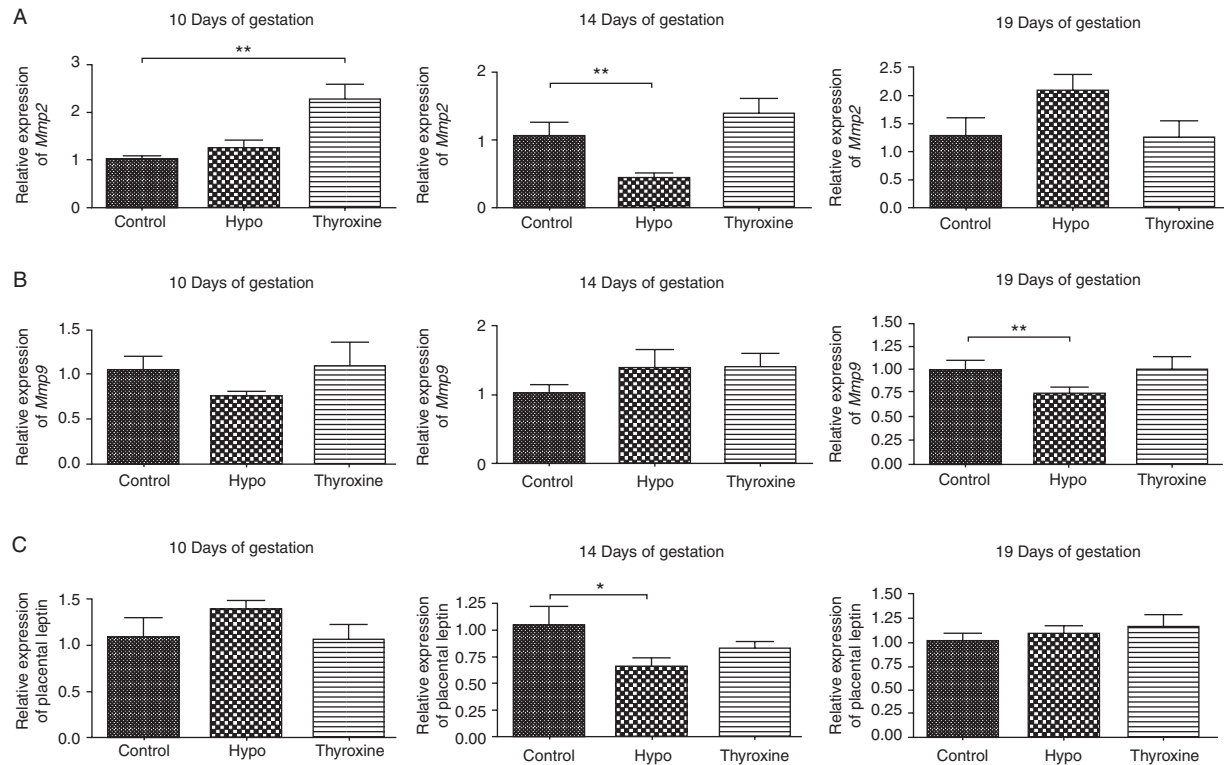 A
10 Days of gestation
14 Days of gestation
19 Days of gestation
Relative expression
of Mmp2
3
2
1
0
**
Control Hypo Thyroxine
Relative expression
of Mmp2
2
1
0
**
Control Hypo Thyroxine
Relative expression
of Mmp2
2.5
2.0
1.5
1.0
0.5
0.0
Control Hypo Thyroxine
B
10 Days of gestation
14 Days of gestation
19 Days of gestation
Relative expression
of Mmp9
1.5
1.0
0.5
0.0
Control Hypo Thyroxine
Relative expression
of Mmp9
2
1
0
Control Hypo Thyroxine
Relative expression
of Mmp9
1.50
1.25
1.00
0.75
0.50
0.25
0.00
**
Control Hypo Thyroxine
C
10 Days of gestation
14 Days of gestation
19 Days of gestation
Relative expression
of placental leptin
1.5
1.0
0.5
0.0
Control Hypo Thyroxine
Relative expression
of placental leptin
1.25
1.00
0.75
0.50
0.25
0.00
*
Control Hypo Thyroxine
Relative expression
of placental leptin
1.50
1.25
1.00
0.75
0.50
0.25
0.00
Control Hypo Thyroxine